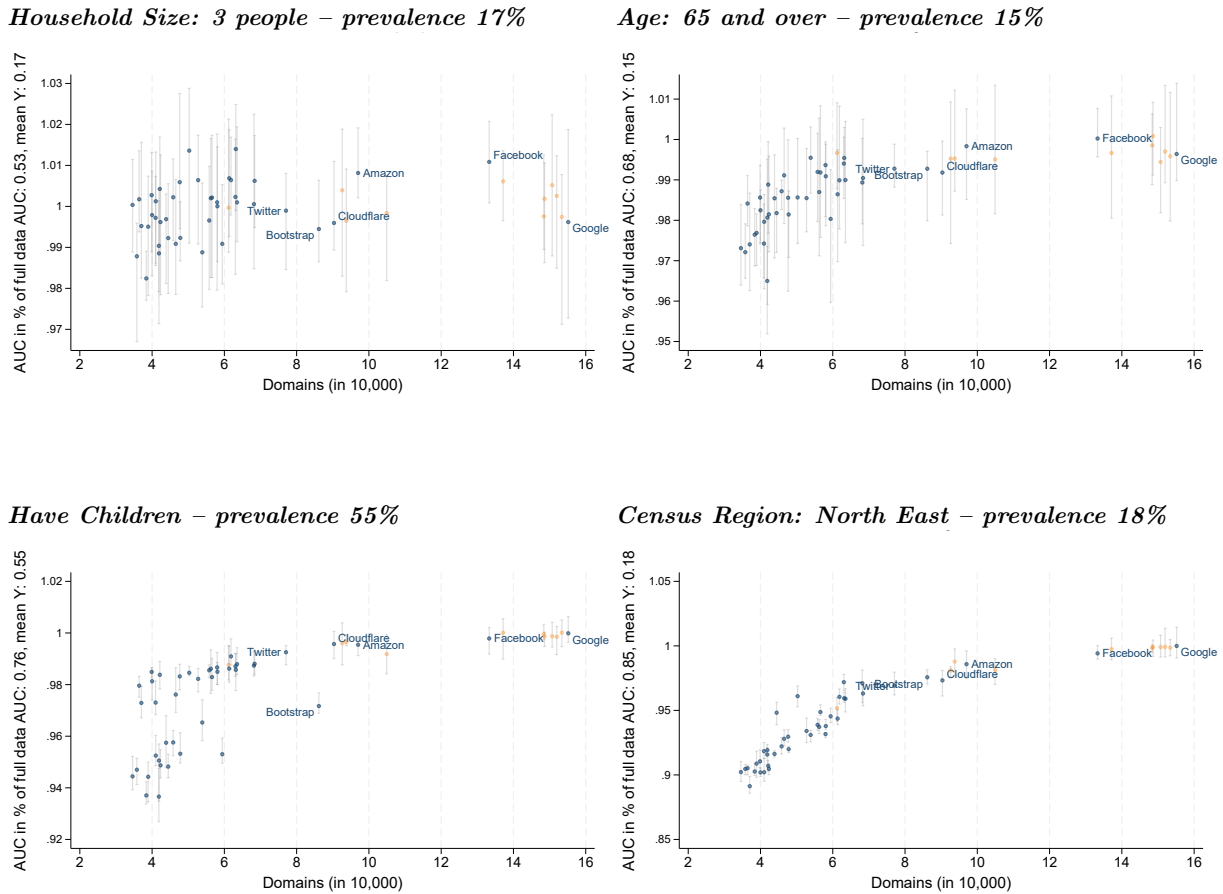 Household Size: 3 people – prevalence 17%
AUC in % of full data AUC: 0.53, mean Y: 0.17
1.03
1.02
1.01
1
.99
.98
.97
Facebook
Amazon
Twitter
Cloudflare
Bootstrap
Google
2 4 6 8 10 12 14 16
Domains (in 10,000)
Age: 65 and over – prevalence 15%
AUC in % of full data AUC: 0.68, mean Y: 0.15
1.01
1
.99
.98
.97
.96
.95
Facebook
Amazon
Google
Twitter
Cloudflare
Bootstrap
2 4 6 8 10 12 14 16
Domains (in 10,000)
Have Children – prevalence 55%
AUC in % of full data AUC: 0.76, mean Y: 0.55
1.02
1
.98
.96
.94
.92
Cloudflare
Facebook
Google
Amazon
Twitter
Bootstrap
2 4 6 8 10 12 14 16
Domains (in 10,000)
Census Region: North East – prevalence 18%
AUC in % of full data AUC: 0.85, mean Y: 0.18
1.05
1
.95
.9
.85
Facebook
Google
Amazon
Cloudflare
Twitter
Bootstrap
2 4 6 8 10 12 14 16
Domains (in 10,000)